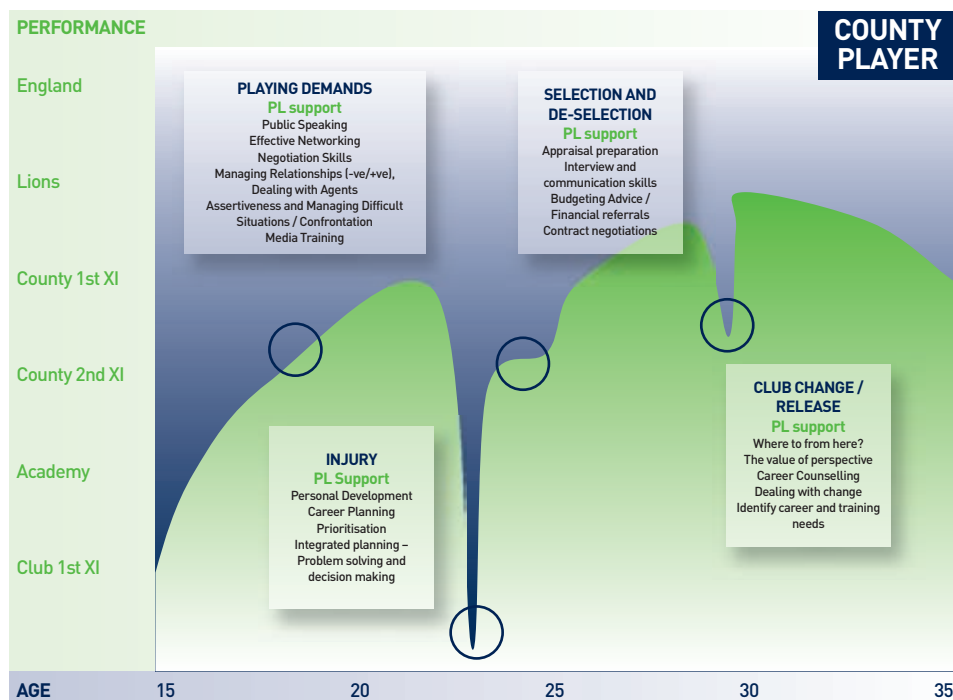 PERFORMANCE
COUNTY
PLAYER
England
Lions
County 1st XI
County 2nd XI
Academy
Club 1st XI
PLAYING DEMANDS
PL support
Public Speaking
Effective Networking
Negotiation Skills
Managing Relationships (-ve/+ve),
Dealing with Agents
Assertiveness and Managing Difficult
Situations / Confrontation
Media Training
SELECTION AND
DE-SELECTION
PL support
Appraisal preparation
Interview and
communication skills
Budgeting Advice /
Financial referrals
Contract negotiations
INJURY
PL Support
Personal Development
Career Planning
Prioritisation
Integrated planning –
Problem solving and
decision making
CLUB CHANGE /
RELEASE
PL support
Where to from here?
The value of perspective
Career Counselling
Dealing with change
Identify career and training
needs
AGE 15 20 25 30 35